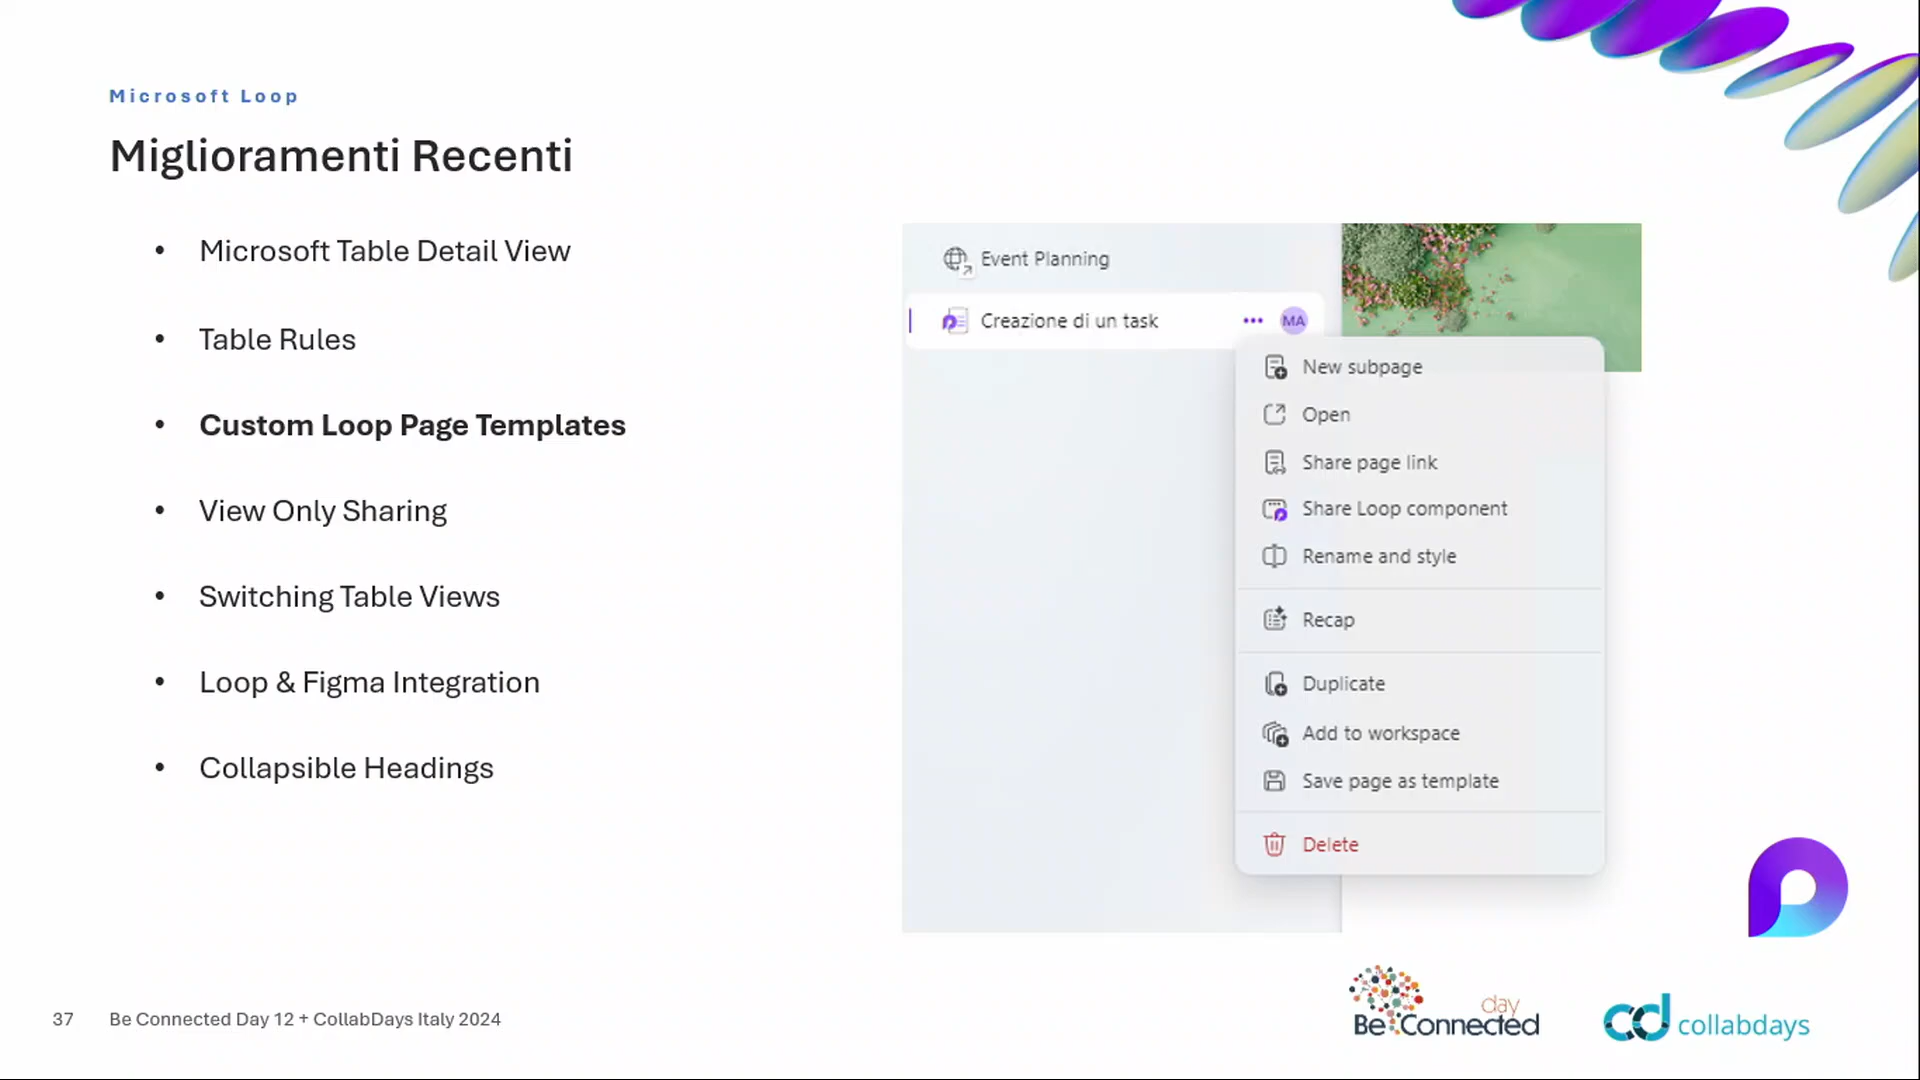 Microsoft Loop
Miglioramenti Recenti
• Microsoft Table Detail View
• Table Rules
• Custom Loop Page Templates
• View Only Sharing
• Switching Table Views
• Loop & Figma Integration
• Collapsible Headings
Event Planning
Creazione di un task ••• MA
New subpage
Open
Share page link
Share Loop component
Rename and style
Recap
Duplicate
Add to workspace
Save page as template
Delete
37 Be Connected Day 12 + CollabDays Italy 2024
day
Be Connected
cd collabdays